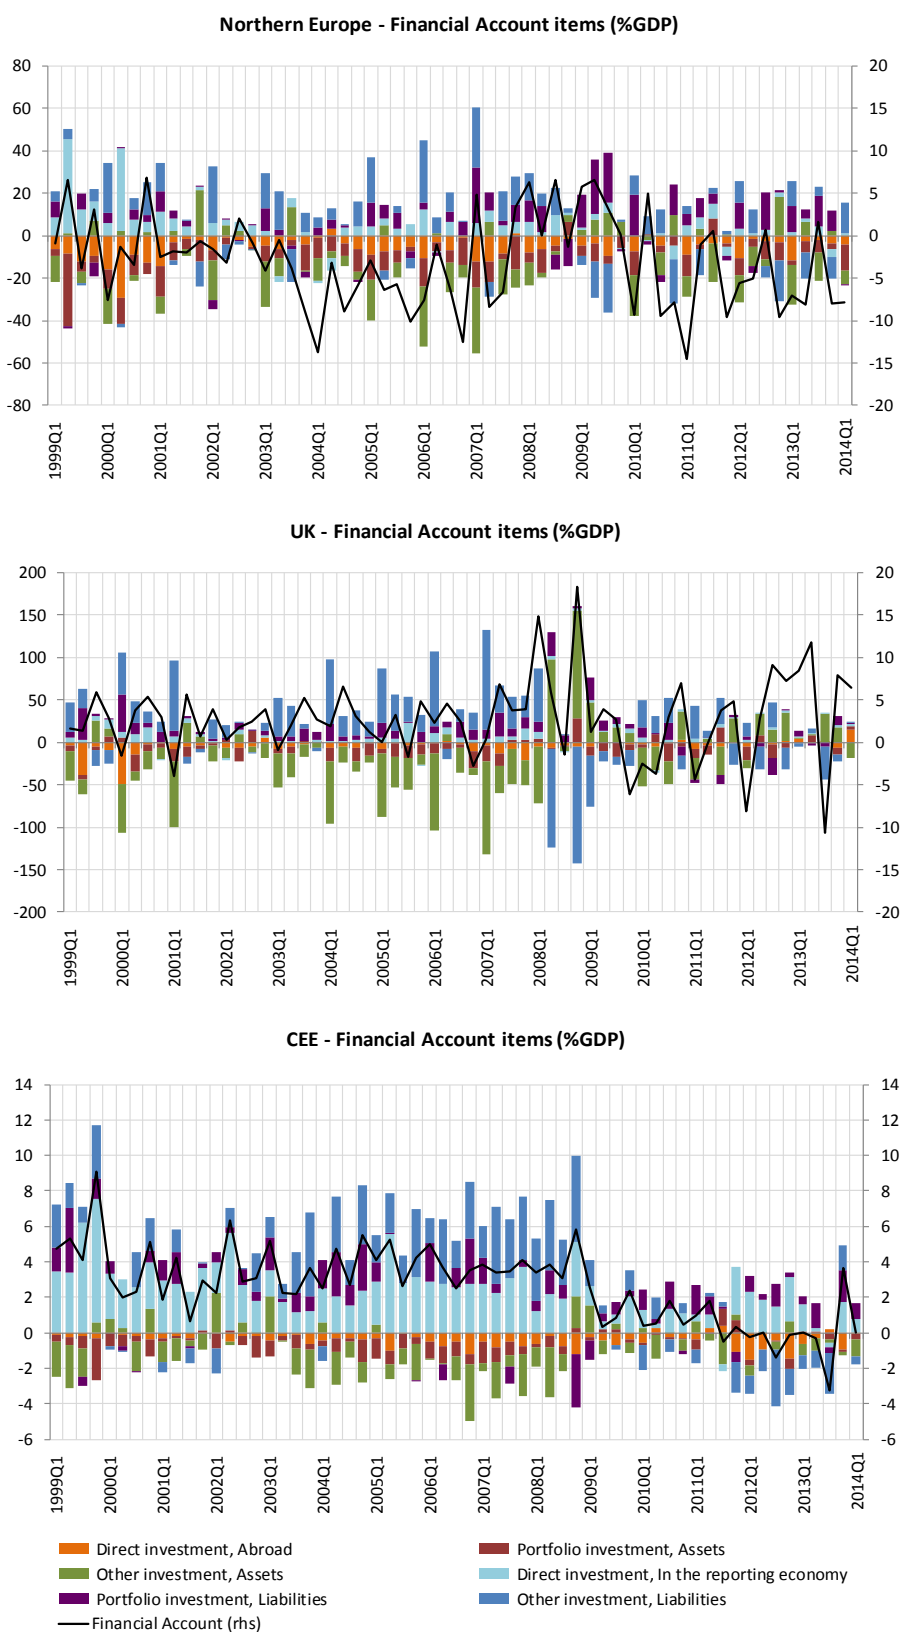 Northern Europe - Financial Account items (%GDP)
80 20
60 15
40 10
20 5
0 0
-20 -5
-40 -10
-60 -15
-80 -20
1999Q1 2000Q1 2001Q1 2002Q1 2003Q1 2004Q1 2005Q1 2006Q1 2007Q1 2008Q1 2009Q1 2010Q1 2011Q1 2012Q1 2013Q1 2014Q1
UK - Financial Account items (%GDP)
200 20
150 15
100 10
50 5
0 0
-50 -5
-100 -10
-150 -15
-200 -20
1999Q1 2000Q1 2001Q1 2002Q1 2003Q1 2004Q1 2005Q1 2006Q1 2007Q1 2008Q1 2009Q1 2010Q1 2011Q1 2012Q1 2013Q1 2014Q1
CEE - Financial Account items (%GDP)
14 14
12 12
10 10
8 8
6 6
4 4
2 2
0 0
-2 -2
-4 -4
-6 -6
1999Q1 2000Q1 2001Q1 2002Q1 2003Q1 2004Q1 2005Q1 2006Q1 2007Q1 2008Q1 2009Q1 2010Q1 2011Q1 2012Q1 2013Q1 2014Q1
Direct investment, Abroad Portfolio investment, Assets
Other investment, Assets Direct investment, In the reporting economy
Portfolio investment, Liabilities Other investment, Liabilities
Financial Account (rhs)